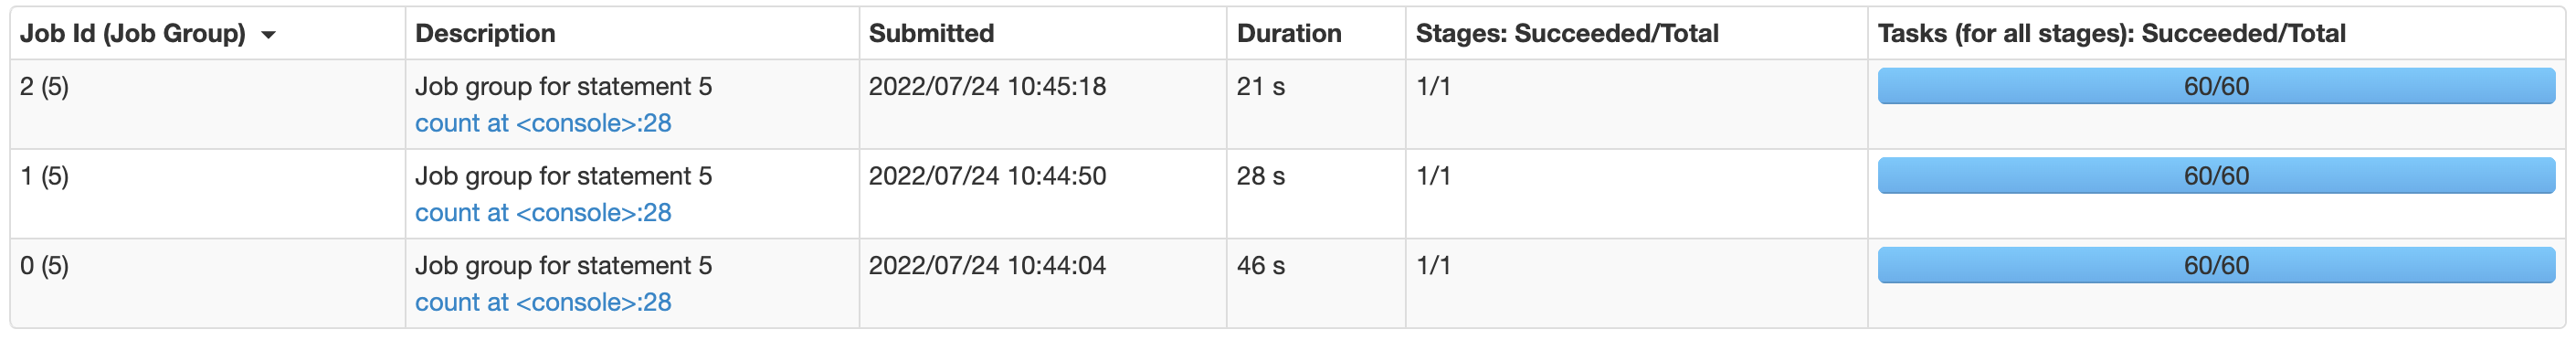 Job Id (Job Group) Description Submitted Duration Stages: Succeeded/Total Tasks (for all stages): Succeeded/Total
2 (5) Job group for statement 5 2022/07/24 10:45:18 21 s 1/1 60/60
count at <console>:28
1 (5) Job group for statement 5 2022/07/24 10:44:50 28 s 1/1 60/60
count at <console>:28
0 (5) Job group for statement 5 2022/07/24 10:44:04 46 s 1/1 60/60
count at <console>:28